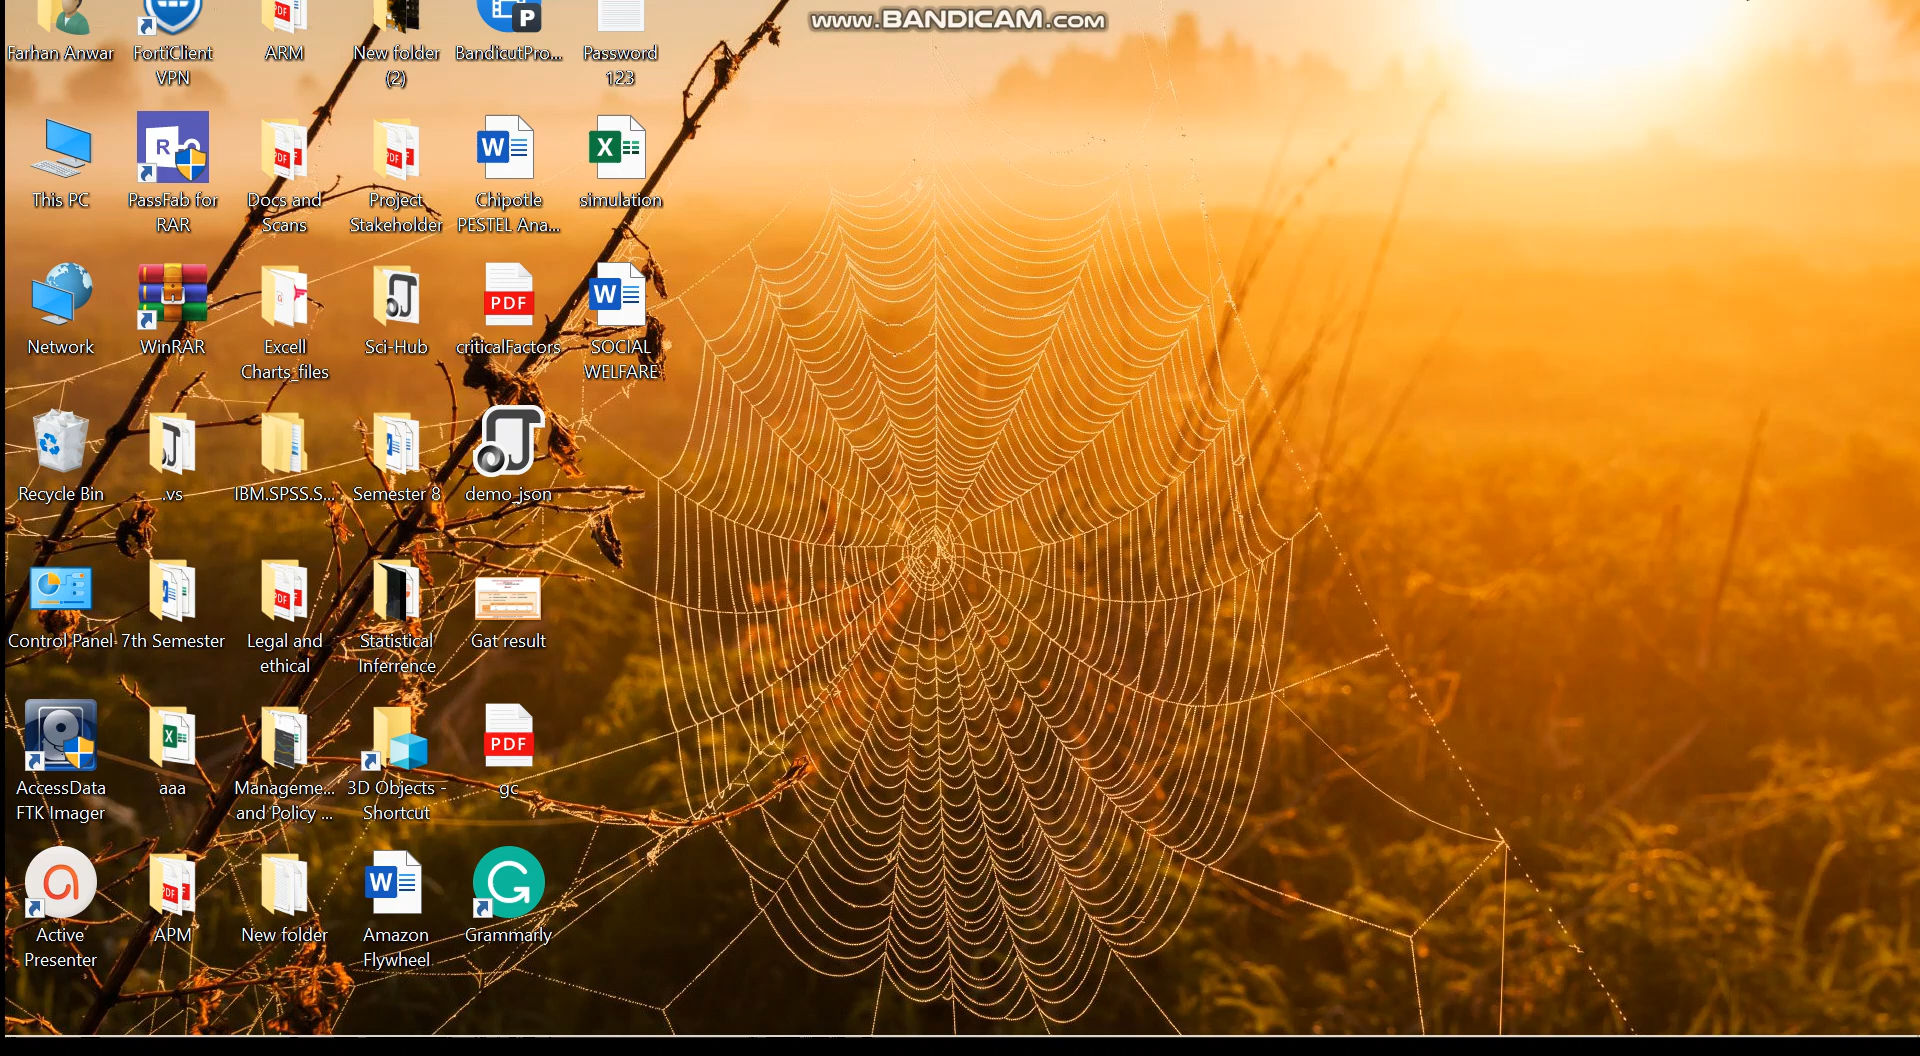 www.BANDICAM.com
Farhan Anwar
FortiClient
VPN
ARM
New folder
(2)
BandicutPro...
Password
123
This PC
PassFab for
RAR
Docs and
Scans
Project
Stakeholder
Chipotle
PESTEL Ana...
simulation
Network
WinRAR
Excell
Charts_files
Sci-Hub
criticalFactors
SOCIAL
WELFARE
Recycle Bin
.vs
IBM.SPSS.S...
Semester 8
demo_json
Control Panel
7th Semester
Legal and
ethical
Statistical
Inferrence
Gat result
AccessData
FTK Imager
aaa
Manageme...
and Policy ...
3D Objects -
Shortcut
gc
Active
Presenter
APM
New folder
Amazon
Flywheel
Grammarly